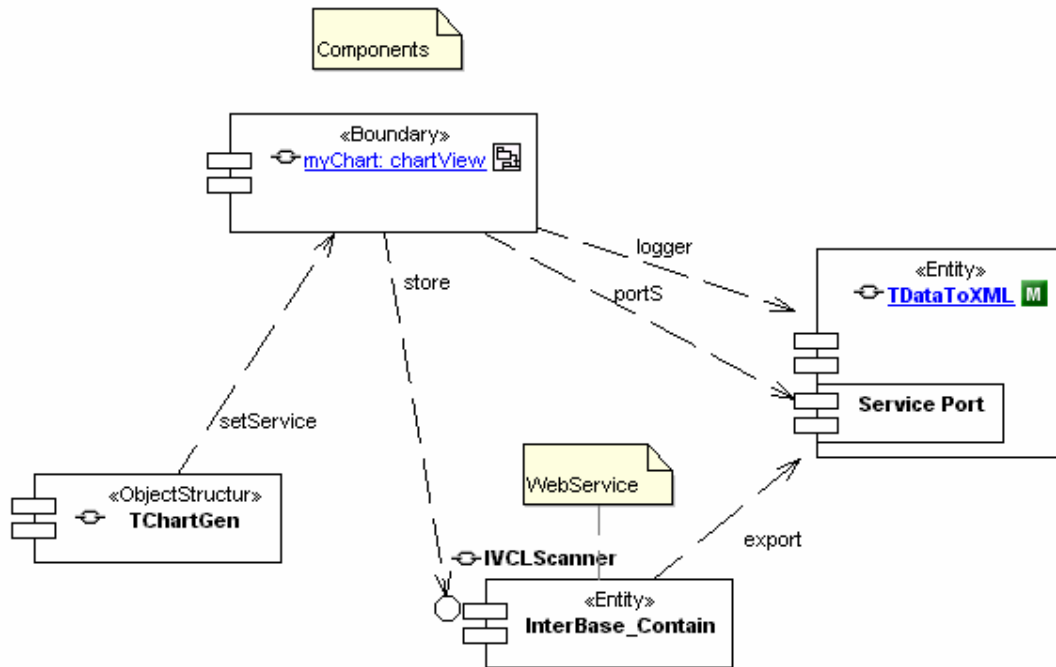 Components
«Boundary»
myChart: chartView
logger
store
portS
«Entity»
TDataToXML M
Service Port
setService
WebService
«ObjectStructur»
TChartGen
export
IVCLScanner
«Entity»
InterBase_Contain